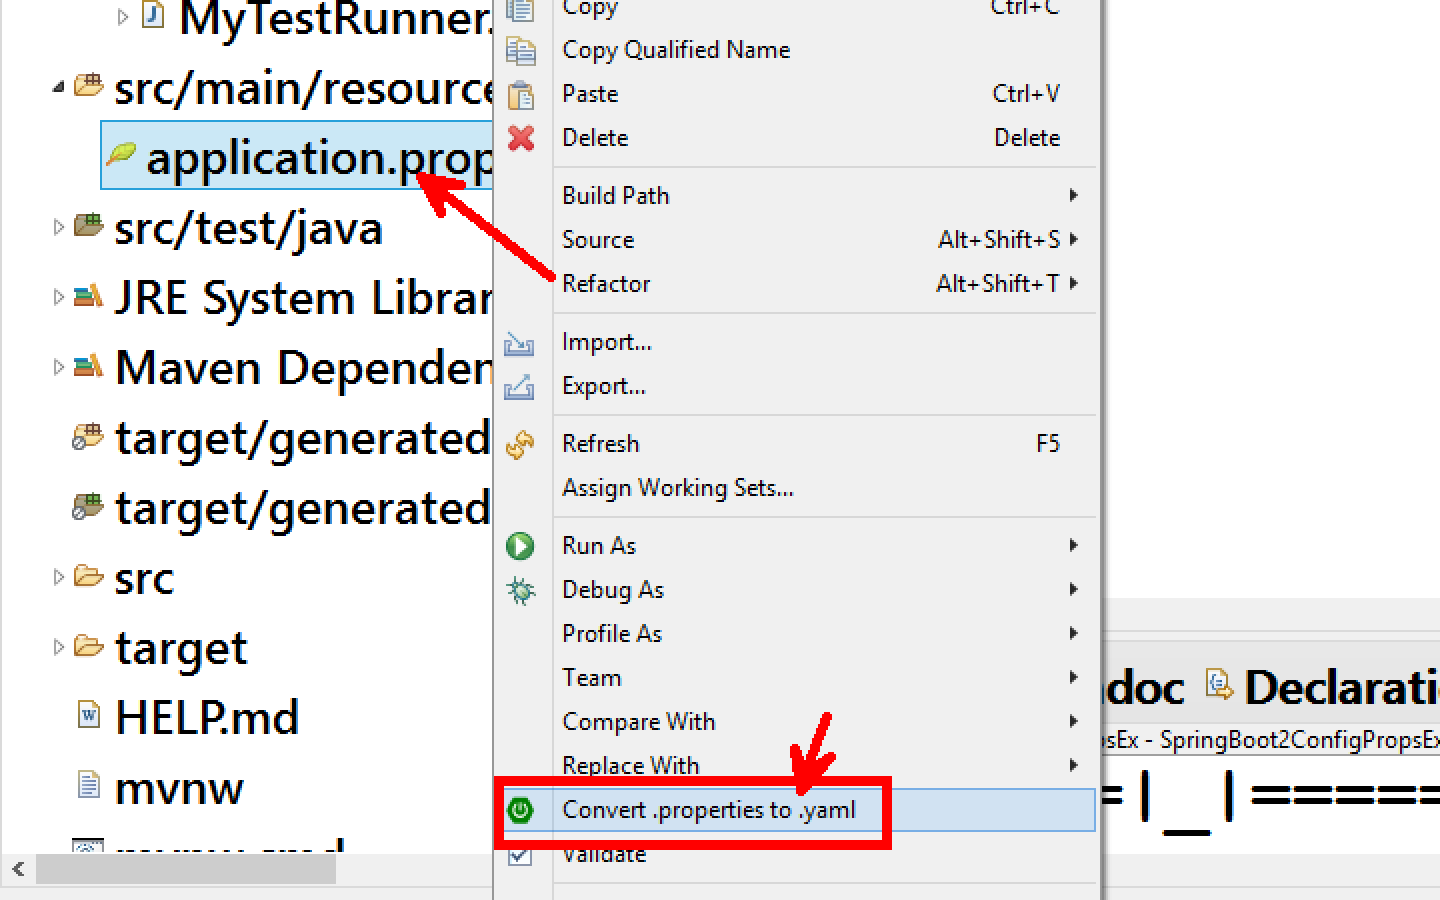 MyTestRunner.
src/main/resource
application.prop
src/test/java
JRE System Librar
Maven Dependen
target/generated
target/generated
src
target
HELP.md
mvnw
Copy Ctrl+C
Copy Qualified Name
Paste Ctrl+V
Delete Delete
Build Path
Source Alt+Shift+S
Refactor Alt+Shift+T
Import...
Export...
Refresh F5
Assign Working Sets...
Run As
Debug As
Profile As
Team
Compare With
Replace With
Convert .properties to .yaml
Validate
doc Declarati
osEx - SpringBoot2ConfigPropsEx
=|_|=====